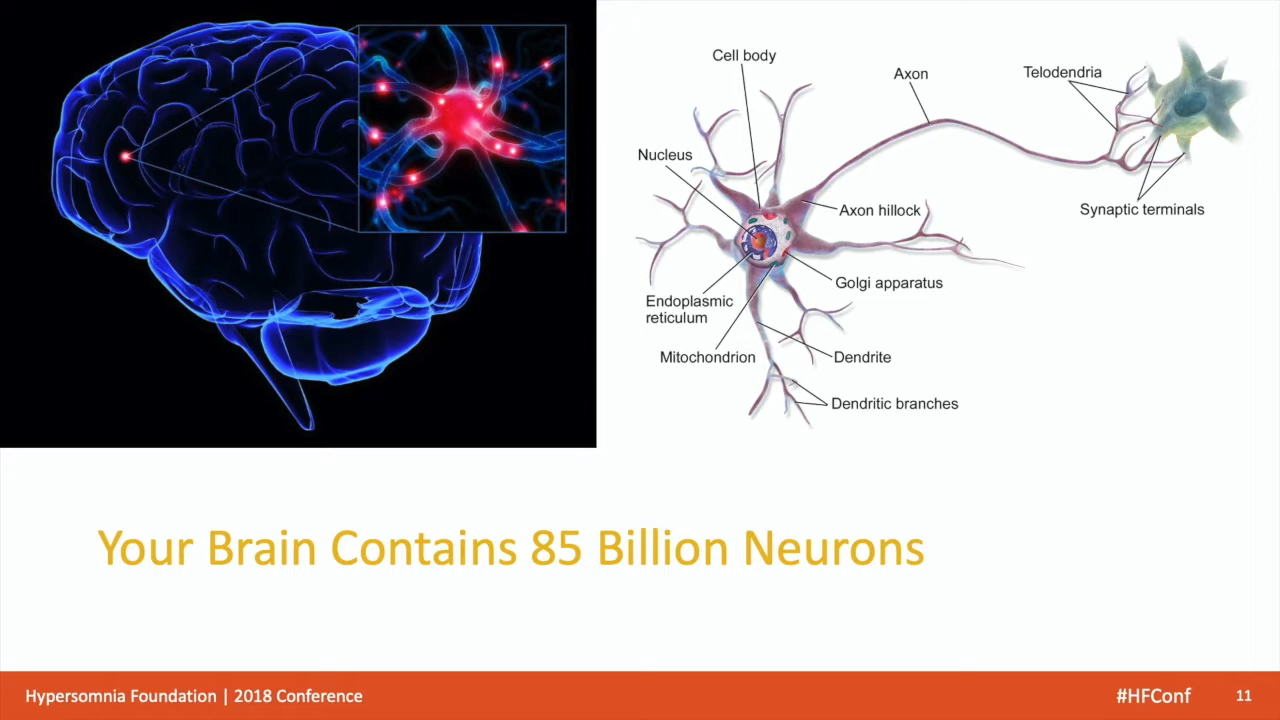 Cell body
Axon
Telodendria
Nucleus
Axon hillock
Synaptic terminals
Golgi apparatus
Endoplasmic
reticulum
Mitochondrion
Dendrite
Dendritic branches
Your Brain Contains 85 Billion Neurons
Hypersomnia Foundation | 2018 Conference
#HFConf
11